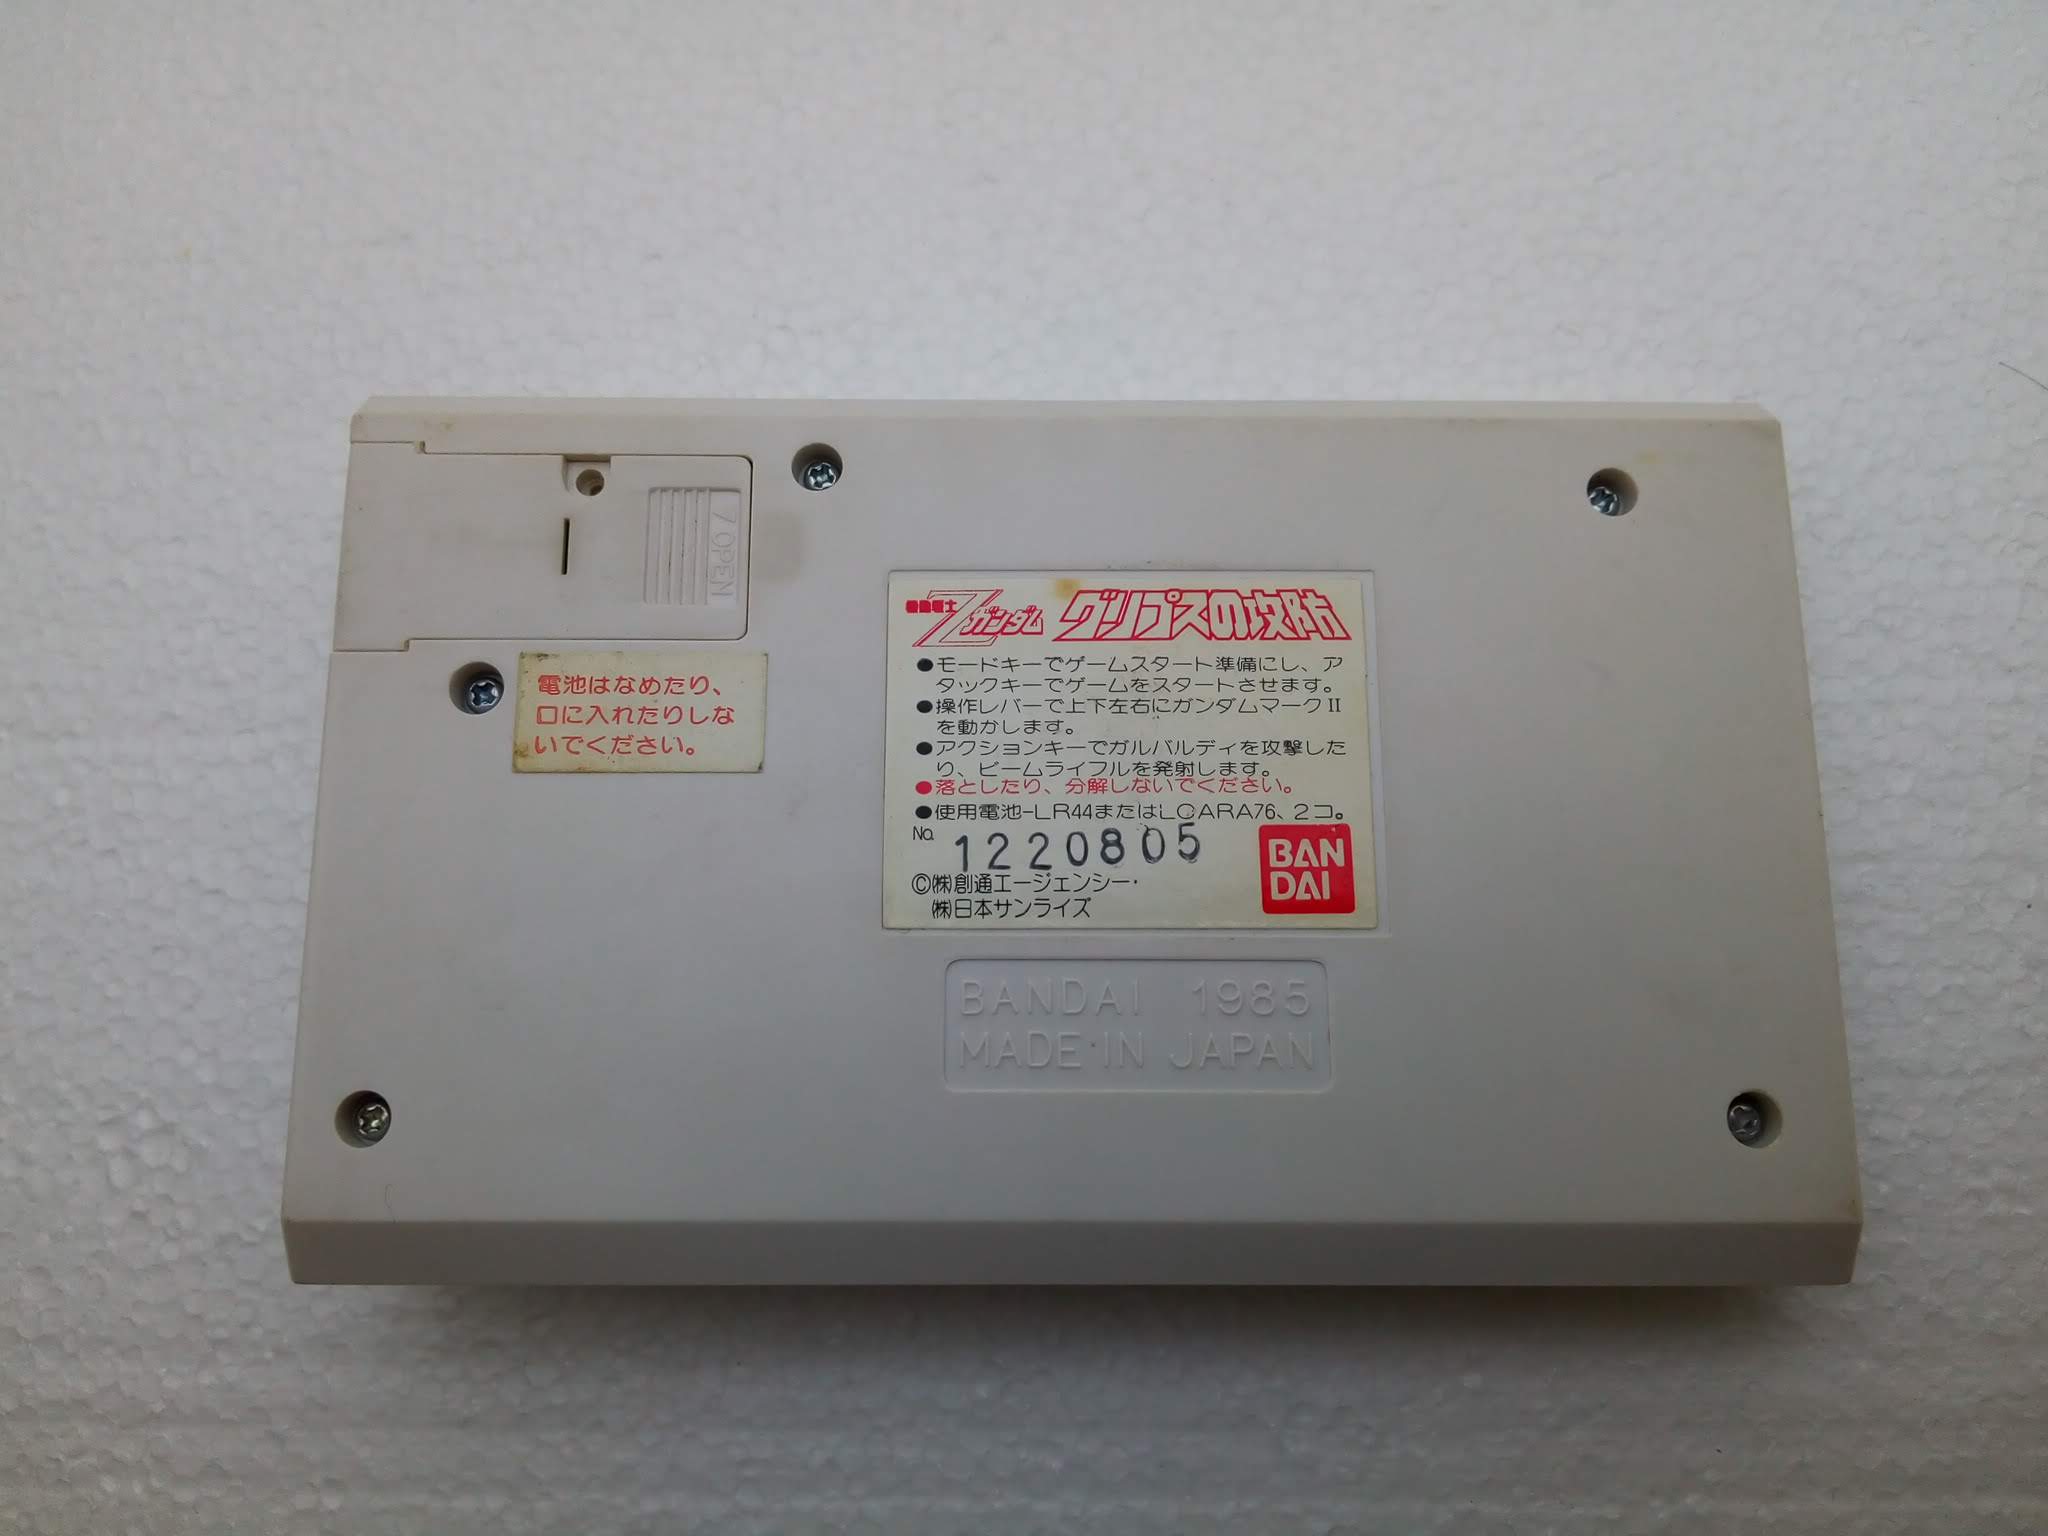 OPEN
電池はなめたり、
口に入れたりしな
いでください。
機動戦士Zガンダム グリプスの攻防
●モードキーでゲームスタート準備にし、ア
タックキーでゲームをスタートさせます。
●操作レバーで上下左右にガンダムマークII
を動かします。
●アクションキーでガルバルディを攻撃した
り、ビームライフルを発射します。
●落としたり、分解しないでください。
●使用電池-LR44またはLCARA76、2コ。
No. 1220805
©㈱創通エージェンシー・
㈱日本サンライズ
BAN
DAI
BANDAI 1985
MADE IN JAPAN